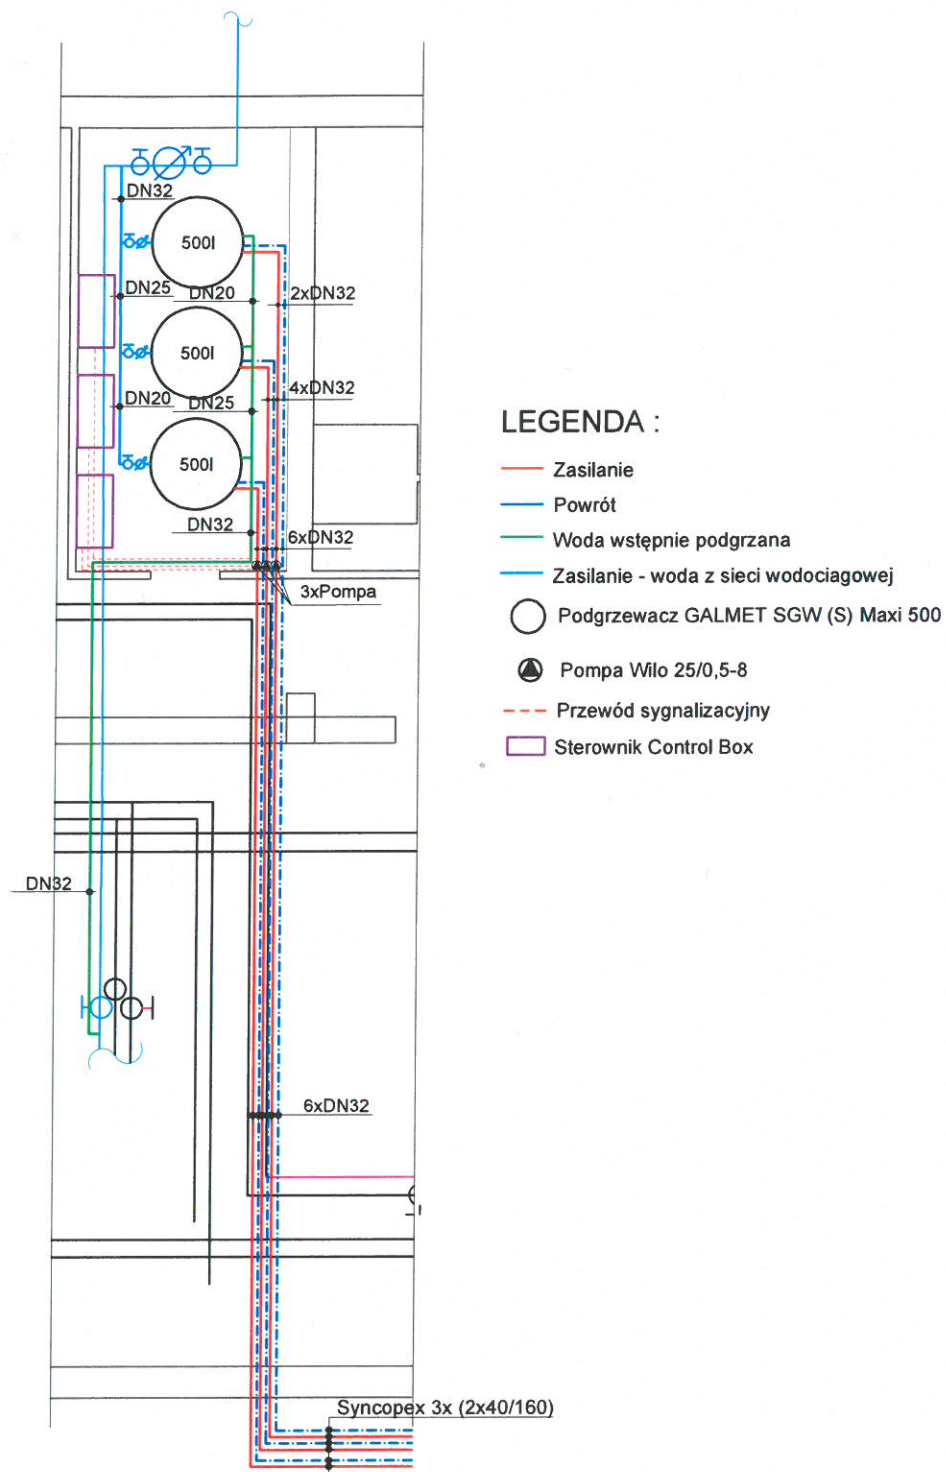 DN32
500l
DN25
DN20
2xDN32
500l
4xDN32
DN20
DN25
LEGENDA :
500l
Zasilanie
Powrót
DN32
6xDN32
Woda wstępnie podgrzana
3xPompa
Zasilanie - woda z sieci wodociagowej
Podgrzewacz GALMET SGW (S) Maxi 500
Pompa Wilo 25/0,5-8
Przewód sygnalizacyjny
Sterownik Control Box
DN32
6xDN32
Syncopex 3x (2x40/160)